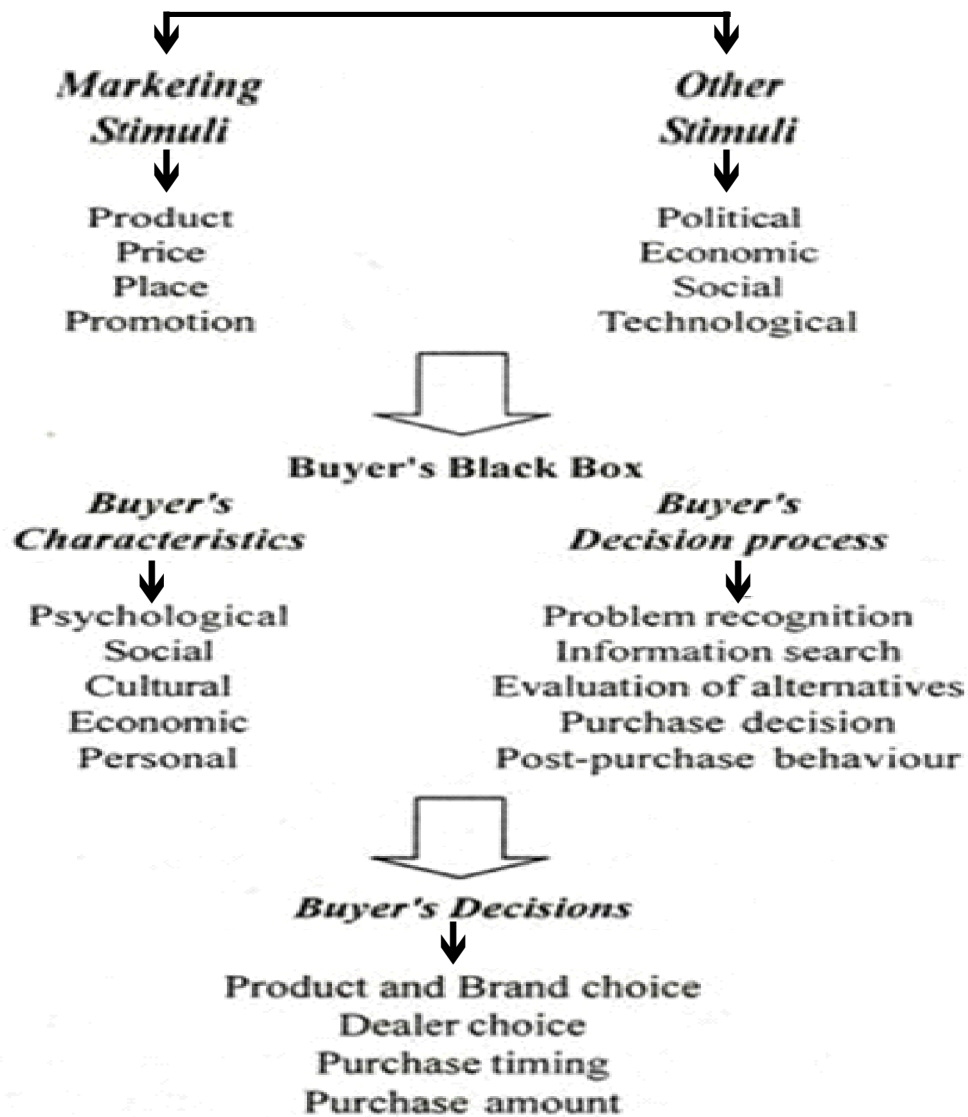 Marketing
Stimuli
Product
Price
Place
Promotion
Other
Stimuli
Political
Economic
Social
Technological
Buyer's Black Box
Buyer's
Characteristics
Psychological
Social
Cultural
Economic
Personal
Buyer's
Decision process
Problem recognition
Information search
Evaluation of alternatives
Purchase decision
Post-purchase behaviour
Buyer's Decisions
Product and Brand choice
Dealer choice
Purchase timing
Purchase amount